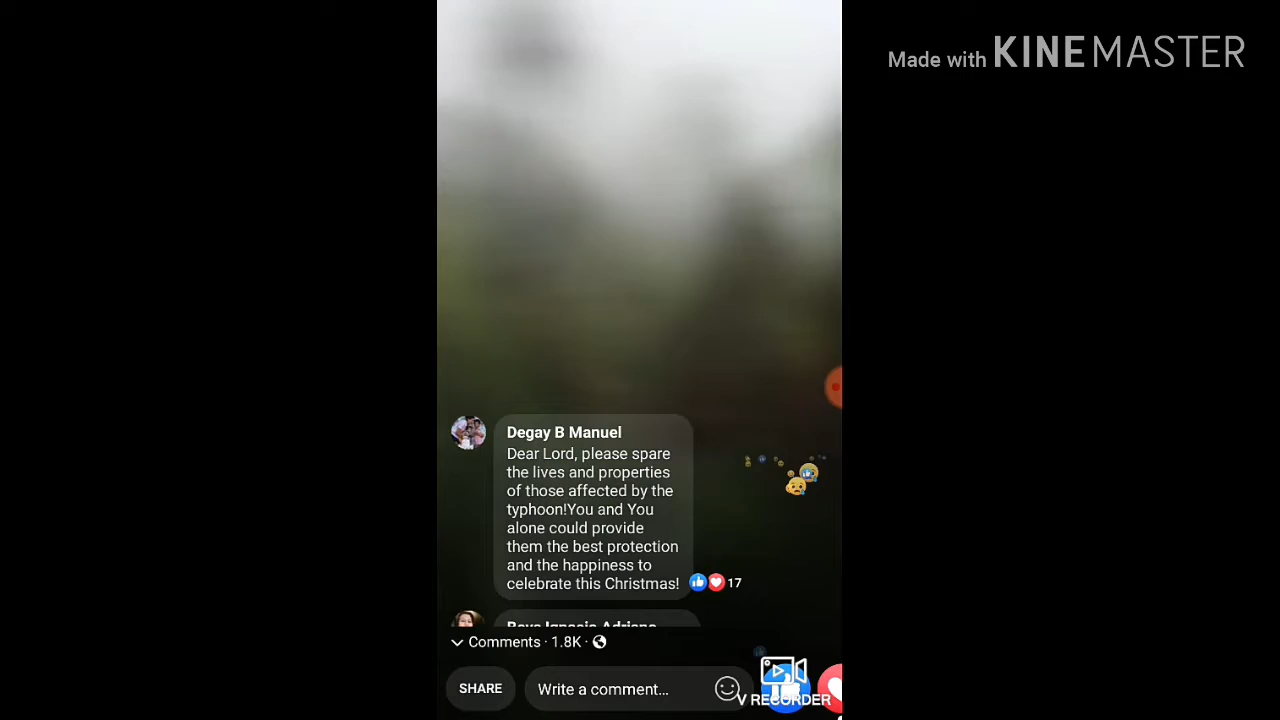 Made with KINEMASTER
Degay B Manuel
Dear Lord, please spare
the lives and properties
of those affected by the
typhoon!You and You
alone could provide
them the best protection
and the happiness to
celebrate this Christmas!
17
Comments · 1.8K ·
SHARE
Write a comment...
V RECORDER